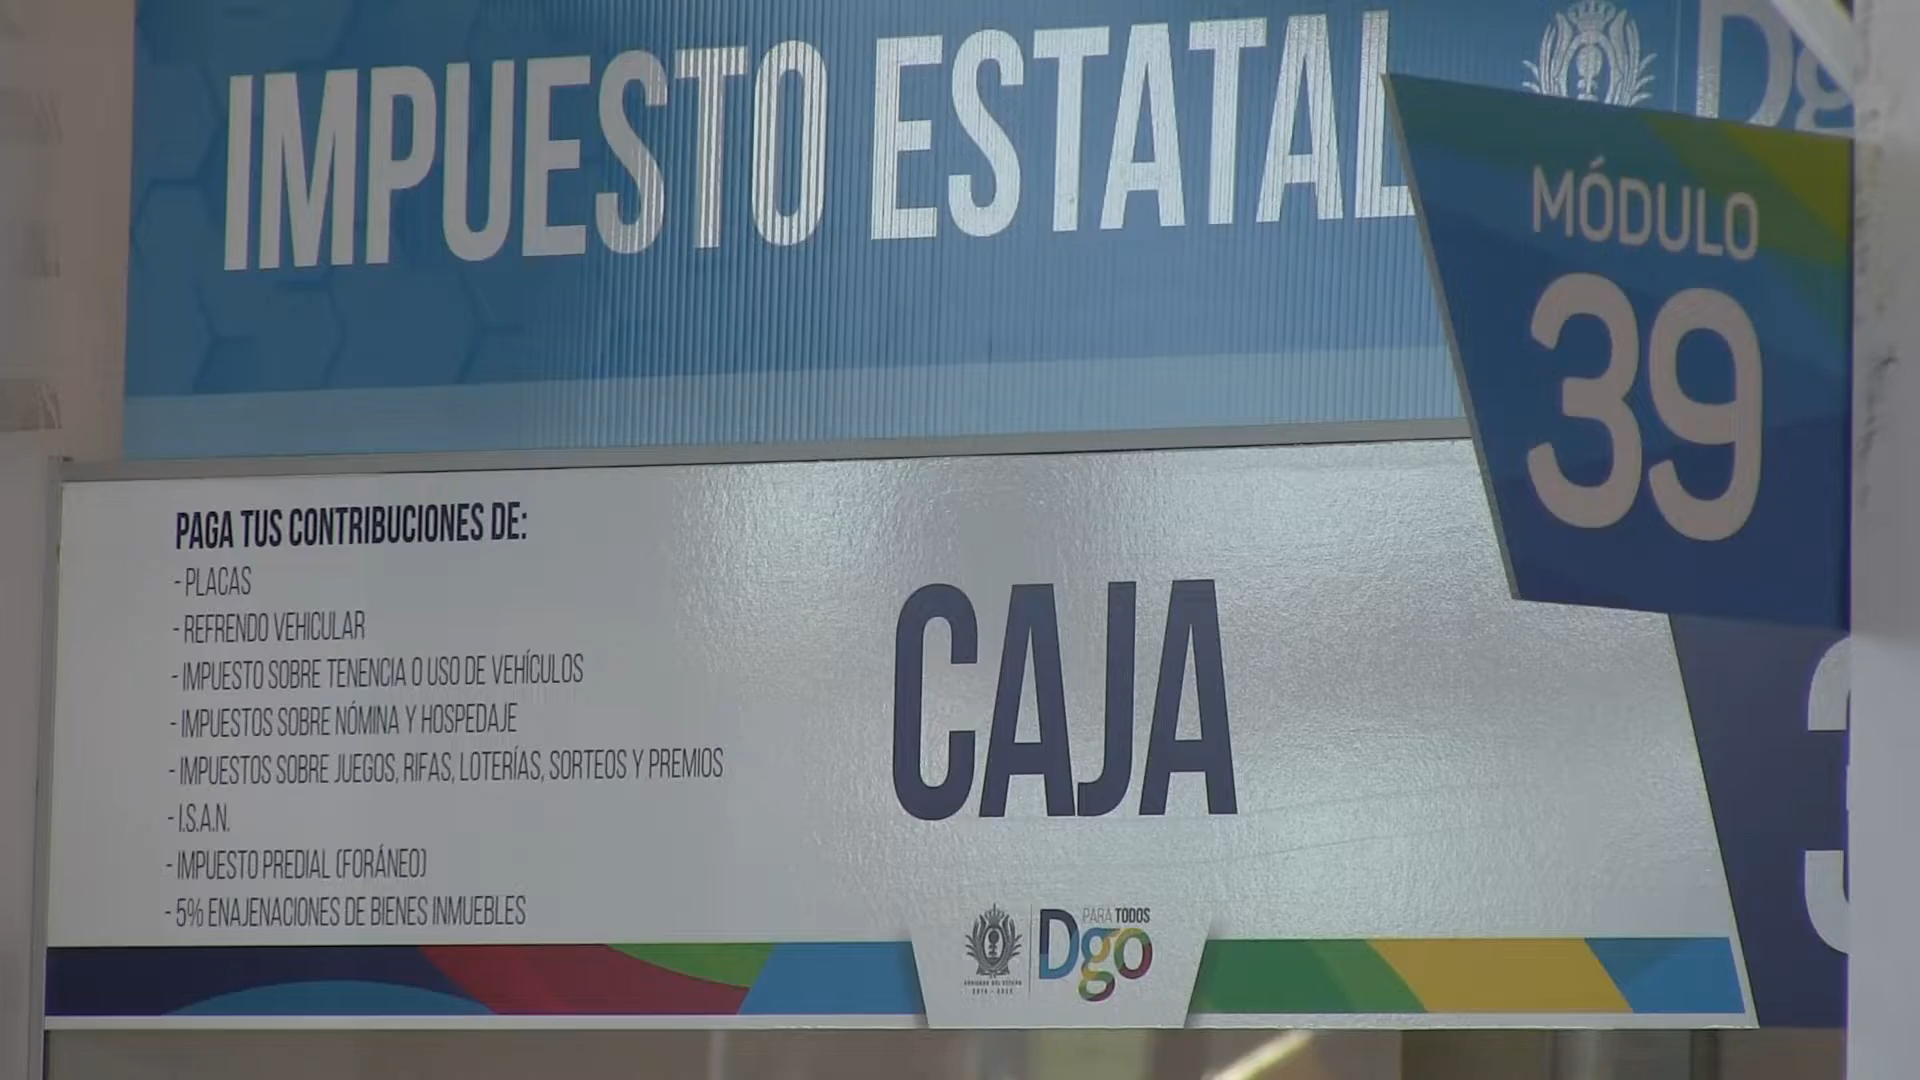 IMPUESTO ESTATAL
MÓDULO
39
PAGA TUS CONTRIBUCIONES DE:
- PLACAS
- REFRENDO VEHICULAR
- IMPUESTO SOBRE TENENCIA O USO DE VEHÍCULOS
- IMPUESTOS SOBRE NÓMINA Y HOSPEDAJE
- IMPUESTOS SOBRE JUEGOS, RIFAS, LOTERÍAS, SORTEOS Y PREMIOS
- I.S.A.N.
- IMPUESTO PREDIAL (FORÁNEO)
- 5% ENAJENACIONES DE BIENES INMUEBLES
CAJA
PARA TODOS
Dgo